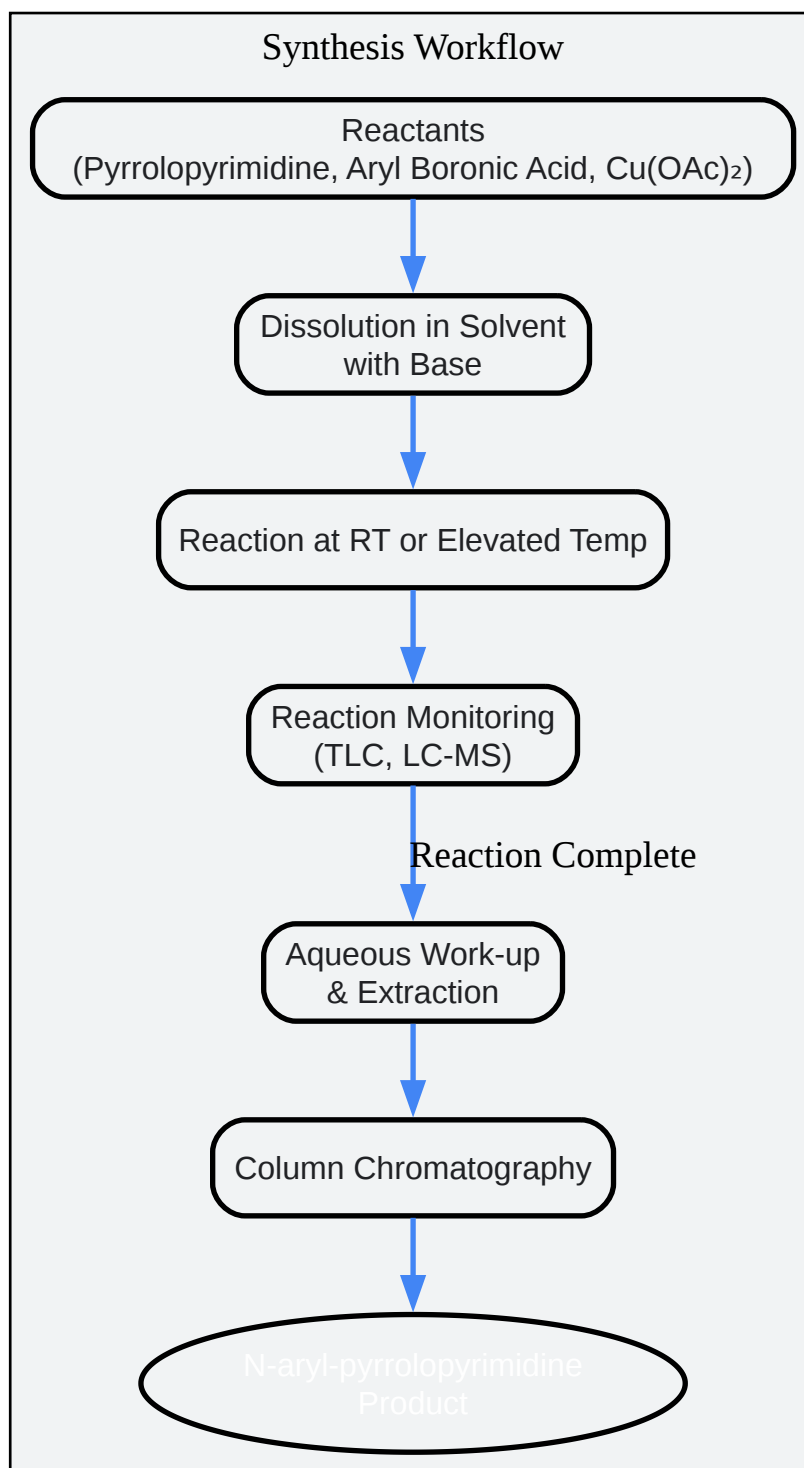 Synthesis Workflow
Reactants
(Pyrrolopyrimidine, Aryl Boronic Acid, Cu(OAc)₂)
Dissolution in Solvent
with Base
Reaction at RT or Elevated Temp
Reaction Monitoring
(TLC, LC-MS)
Reaction Complete
Aqueous Work-up
& Extraction
Column Chromatography
N-aryl-pyrrolopyrimidine
Product